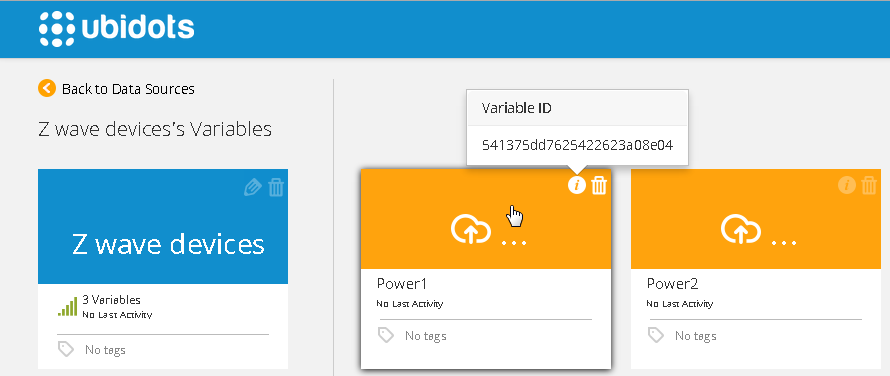 ubidots
Back to Data Sources
Z wave devices's Variables
Variable ID
541375dd7625422623a08e04
Z wave devices
3 Variables
No Last Activity
No tags
i
...
Power1
No Last Activity
No tags
i
...
Power2
No Last Activity
No tags